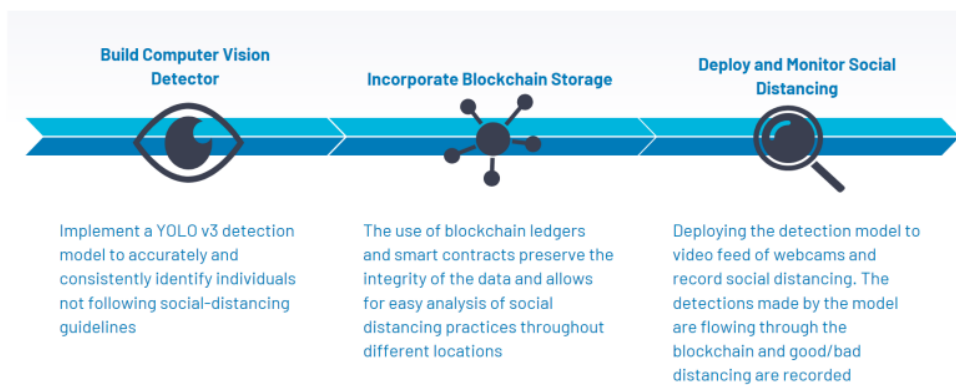 Build Computer Vision
Detector
Incorporate Blockchain Storage
Deploy and Monitor Social
Distancing
Implement a YOLO v3 detection
model to accurately and
consistently identify individuals
not following social-distancing
guidelines
The use of blockchain ledgers
and smart contracts preserve the
integrity of the data and allows
for easy analysis of social
distancing practices throughout
different locations
Deploying the detection model to
video feed of webcams and
record social distancing. The
detections made by the model
are flowing through the
blockchain and good/bad
distancing are recorded